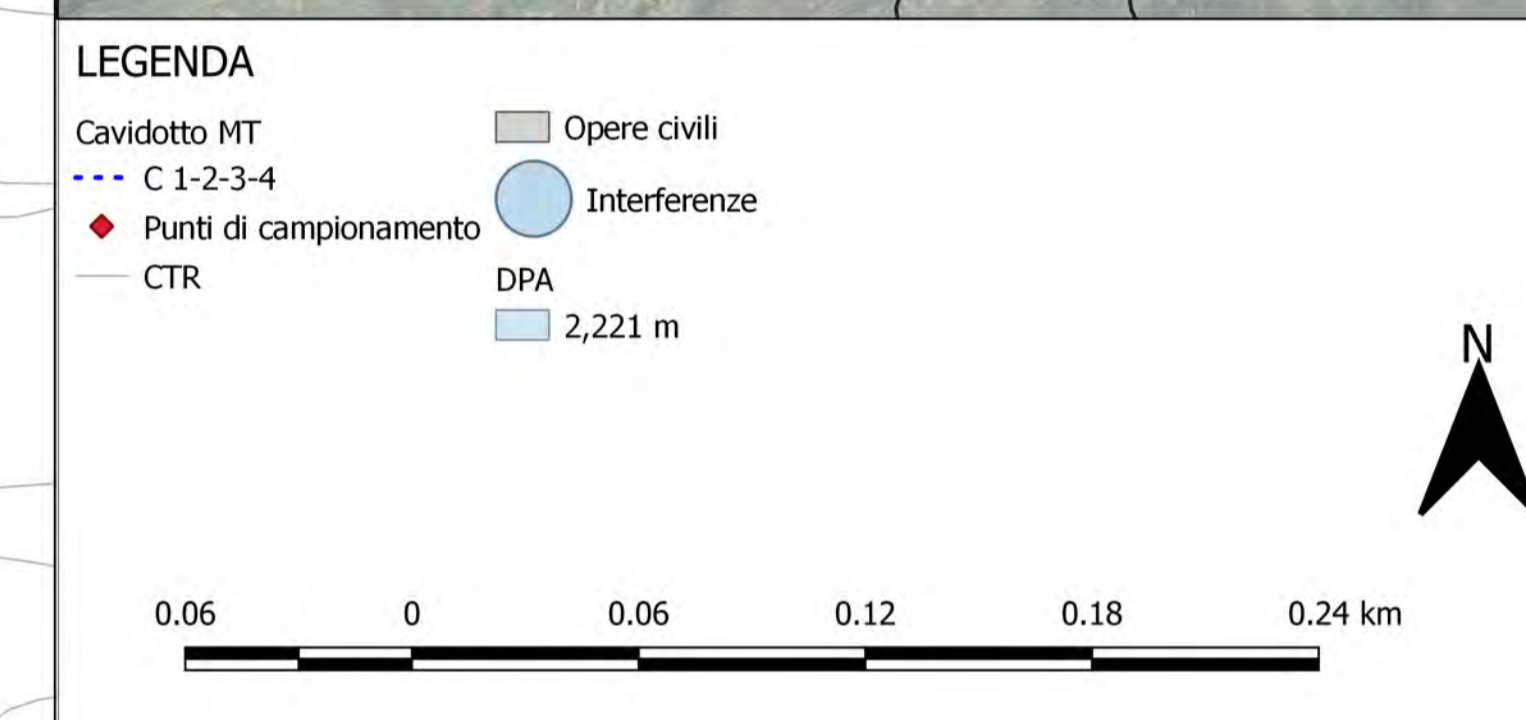 LEGENDA
Cavidotto MT
C 1-2-3-4
Punti di campionamento
CTR
Opere civili
Interferenze
DPA
2,221 m
N
0.06 0 0.06 0.12 0.18 0.24 km